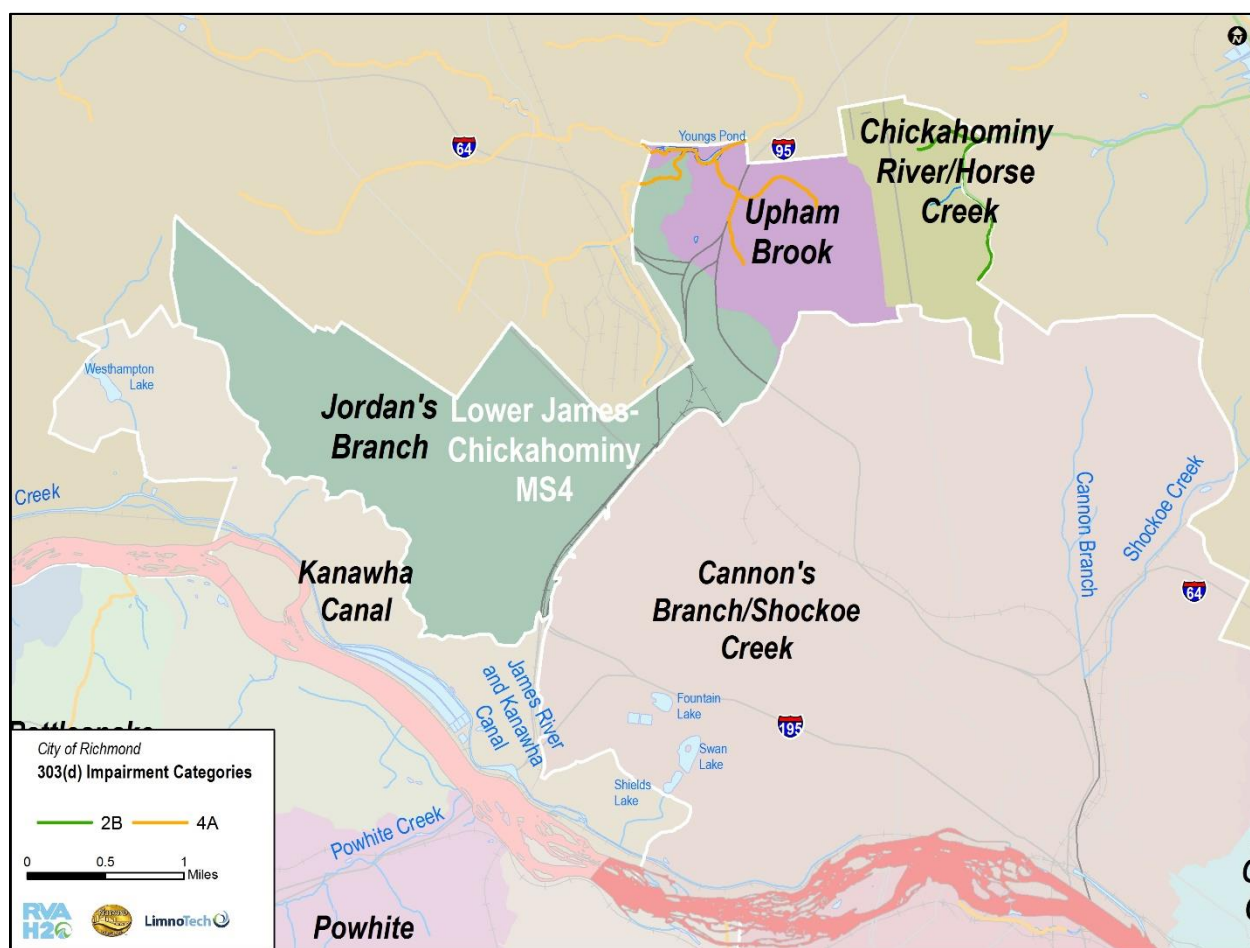 N
Youngs Pond
64
95
Chickahominy
River/Horse
Creek
Upham
Brook
Westhampton
Lake
Jordan's
Branch
Lower James-
Chickahominy
MS4
Creek
Kanawha
Canal
Cannon's
Branch/Shockoe
Creek
Cannon Branch
Shockoe Creek
64
James River
and Kanawha
Canal
Fountain
Lake
195
Swan
Lake
Shields
Lake
Powhite Creek
Powhite
City of Richmond
303(d) Impairment Categories
2B
4A
0 0.5 1
Miles
RVA
H2O
LimnoTech